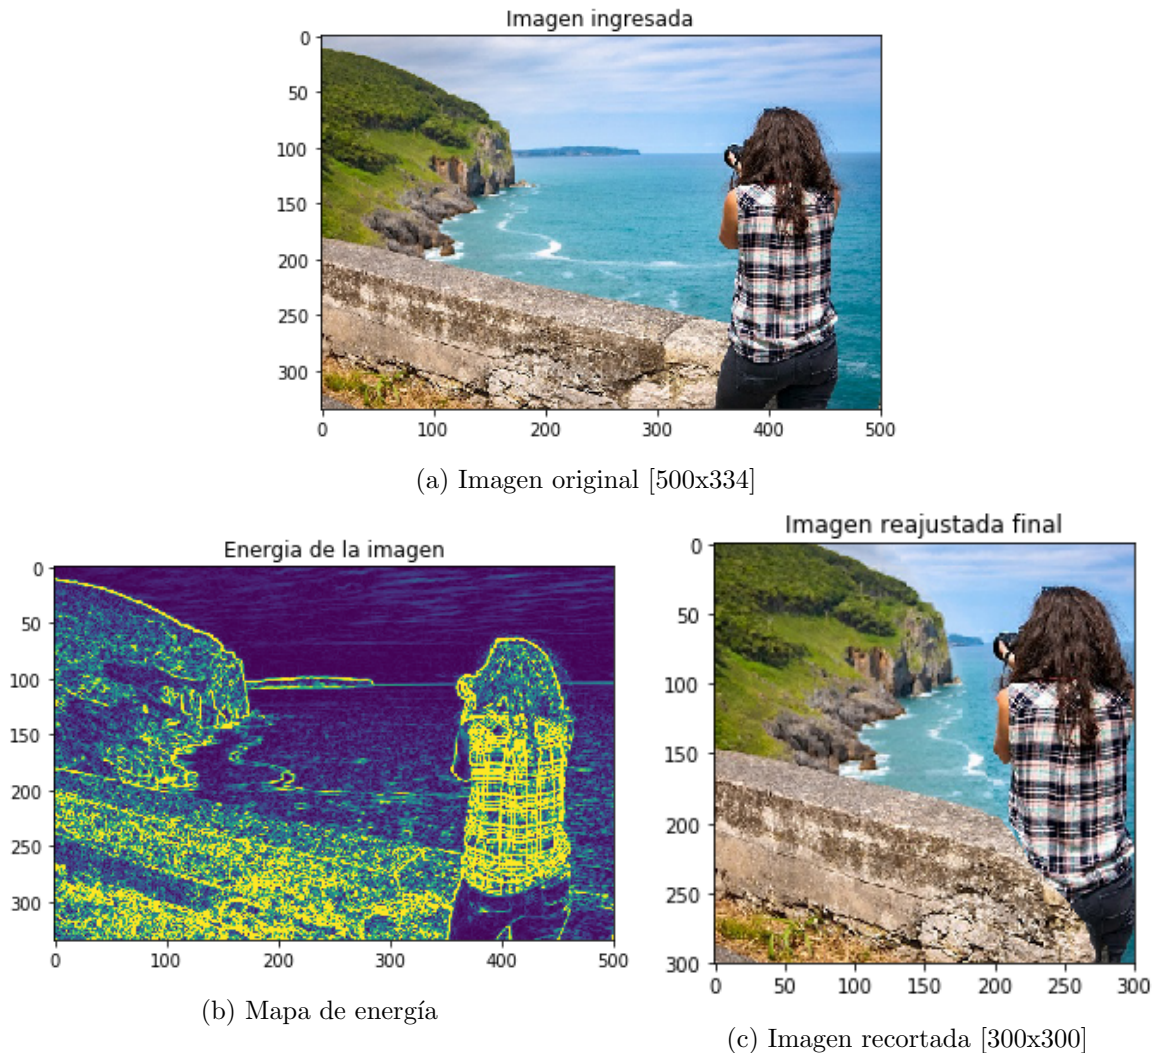 Imagen ingresada
0
50
100
150
200
250
300
0 100 200 300 400 500
(a) Imagen original [500x334]
Energia de la imagen
0
50
100
150
200
250
300
0 100 200 300 400 500
(b) Mapa de energía
Imagen reajustada final
0
50
100
150
200
250
300
0 50 100 150 200 250 300
(c) Imagen recortada [300x300]